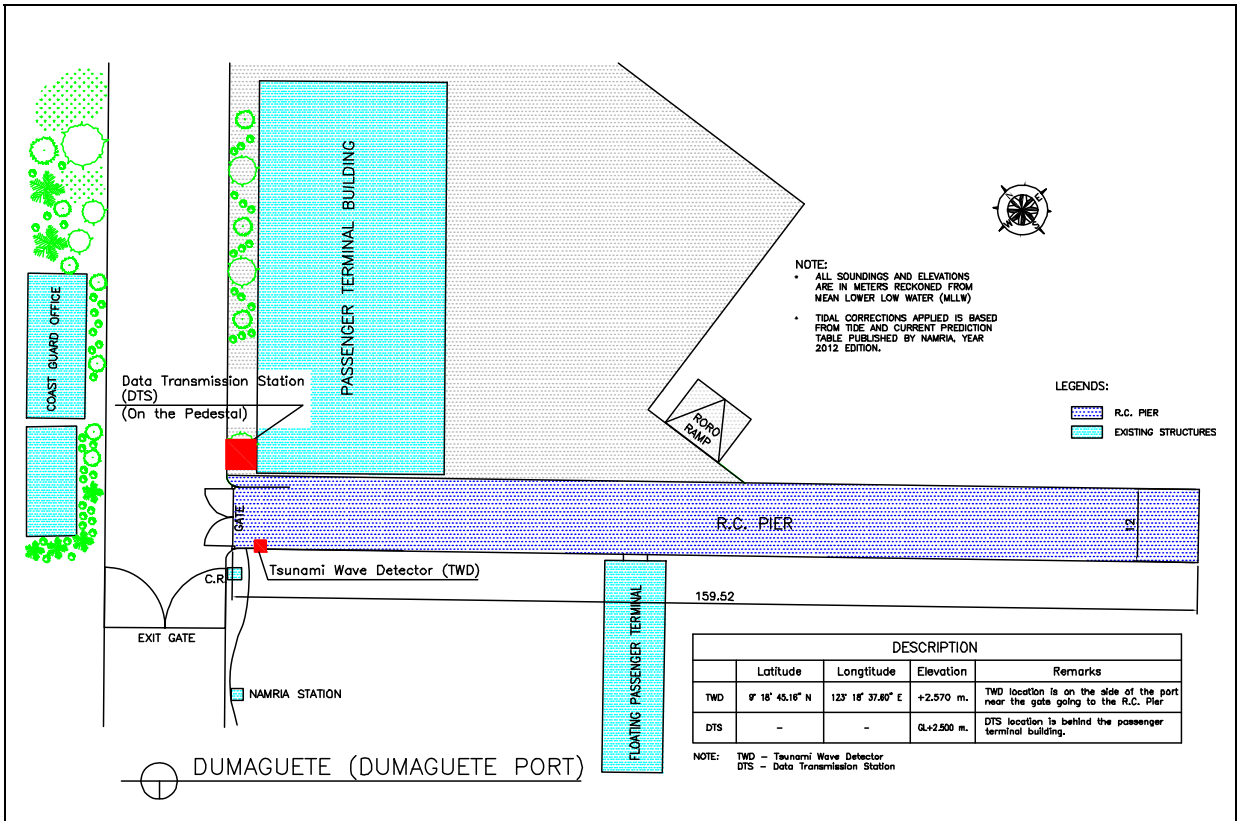 PASSENGER TERMINAL BUILDING
COAST GUARD OFFICE
Data Transmission Station
(DTS)
(On the Pedestal)
NOTE:
• ALL SOUNDINGS AND ELEVATIONS
ARE IN METERS RECKONED FROM
MEAN LOWER LOW WATER (MLLW)
• TIDAL CORRECTIONS APPLIED IS BASED
FROM TIDE AND CURRENT PREDICTION
TABLE PUBLISHED BY NAMRIA, YEAR
2012 EDITION.
LEGENDS:
R.C. PIER
EXISTING STRUCTURES
RORO
RAMP
GATE
R.C. PIER
12
Tsunami Wave Detector (TWD)
C.R
159.52
EXIT GATE
NAMRIA STATION
FLOATING PASSENGER TERMINAL
DESCRIPTION
Latitude Longtitude Elevation Remarks
TWD 9° 18' 45.16" N 123° 18' 37.60" E +2.570 m. TWD location is on the side of the port
near the gate going to the R.C. Pier
DTS - - GL+2.500 m. DTS location is behind the passenger
terminal building.
NOTE: TWD - Tsunami Wave Detector
DTS - Data Transmission Station
DUMAGUETE (DUMAGUETE PORT)